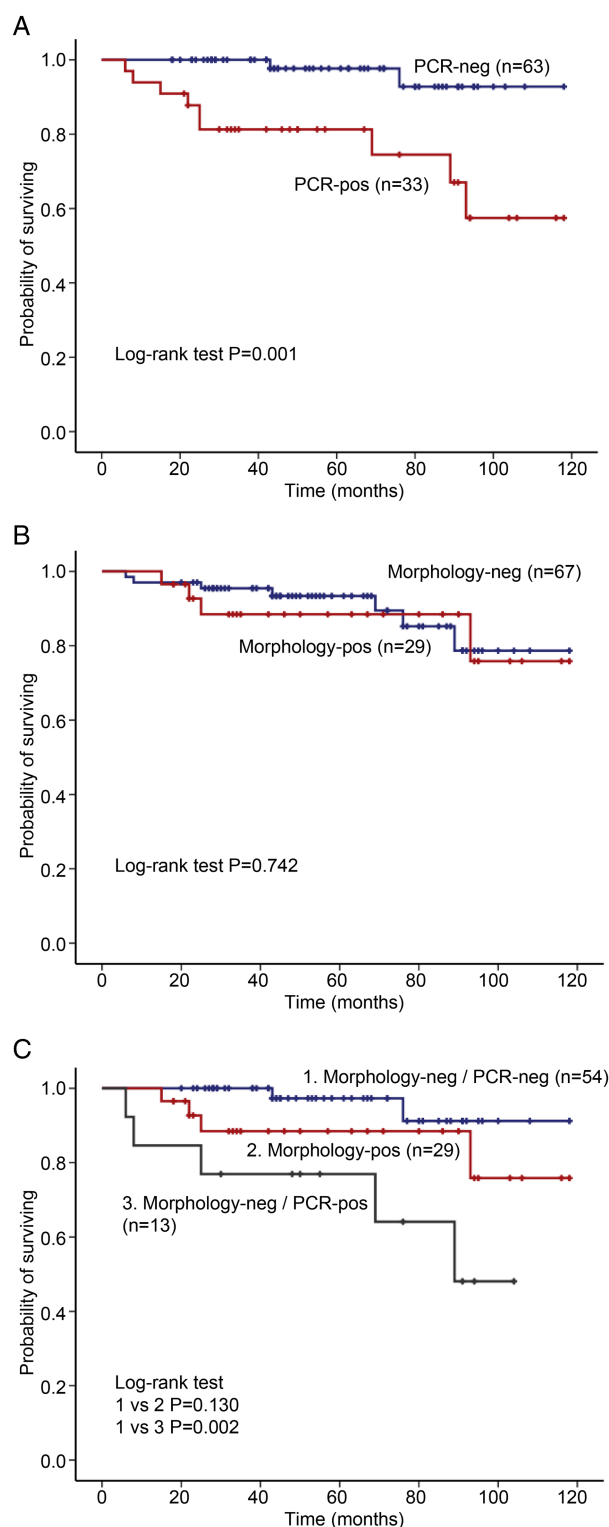 A
1.0
PCR-neg (n=63)
0.8
PCR-pos (n=33)
0.6
0.4
Log-rank test P=0.001
0.2
0.0
Probability of surviving
0 20 40 60 80 100 120
Time (months)
B
1.0
Morphology-neg (n=67)
0.8
Morphology-pos (n=29)
0.6
0.4
Log-rank test P=0.742
0.2
0.0
Probability of surviving
0 20 40 60 80 100 120
Time (months)
C
1. Morphology-neg / PCR-neg (n=54)
1.0
2. Morphology-pos (n=29)
0.8
3. Morphology-neg / PCR-pos
(n=13)
0.6
0.4
Log-rank test
0.2
1 vs 2 P=0.130
1 vs 3 P=0.002
0.0
Probability of surviving
0 20 40 60 80 100 120
Time (months)